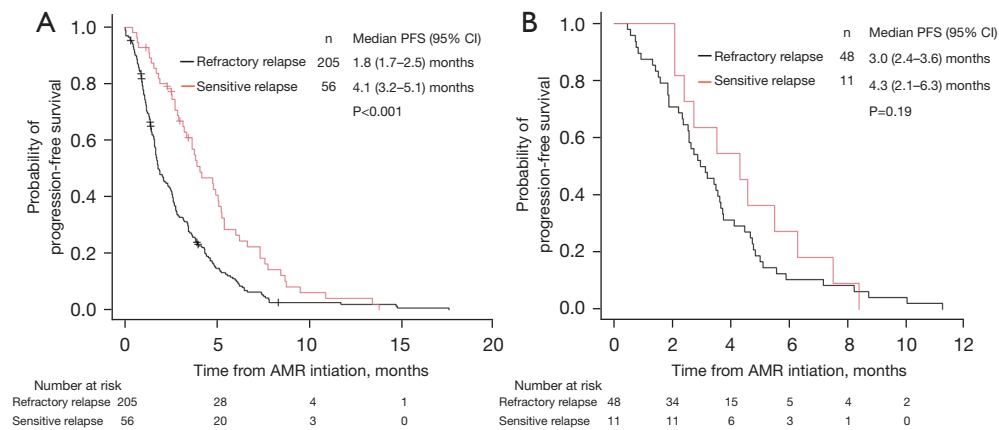 A
n Median PFS (95% CI)
Refractory relapse 205 1.8 (1.7–2.5) months
Sensitive relapse 56 4.1 (3.2–5.1) months
P<0.001
Probability of
progression-free survival
1.0
0.8
0.6
0.4
0.2
0.0
0 5 10 15 20
Time from AMR intiation, months
Number at risk
Refractory relapse 205 28 4 1
Sensitive relapse 56 20 3 0
B
n Median PFS (95% CI)
Refractory relapse 48 3.0 (2.4–3.6) months
Sensitive relapse 11 4.3 (2.1–6.3) months
P=0.19
Probability of
progression-free survival
1.0
0.8
0.6
0.4
0.2
0.0
0 2 4 6 8 10 12
Time from AMR intiation, months
Number at risk
Refractory relapse 48 34 15 5 4 2
Sensitive relapse 11 11 6 3 1 0